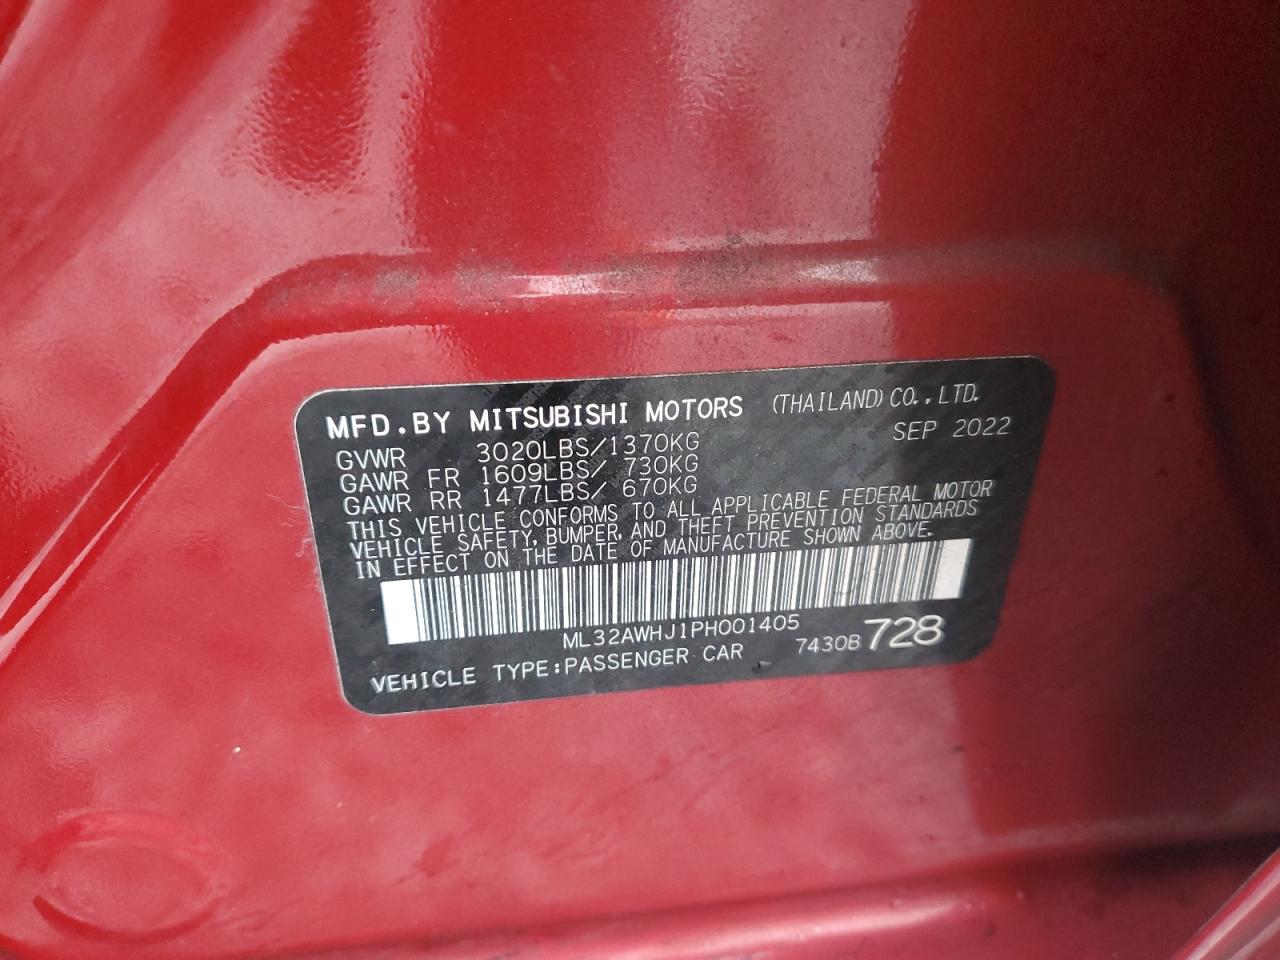 MFD.BY MITSUBISHI MOTORS (THAILAND) CO.,LTD.
SEP 2022
GVWR 3020LBS/1370KG
GAWR FR 1609LBS/ 730KG
GAWR RR 1477LBS/ 670KG
THIS VEHICLE CONFORMS TO ALL APPLICABLE FEDERAL MOTOR
VEHICLE SAFETY, BUMPER, AND THEFT PREVENTION STANDARDS
IN EFFECT ON THE DATE OF MANUFACTURE SHOWN ABOVE.
ML32AWHJ1PH001405
VEHICLE TYPE:PASSENGER CAR 7430B 728